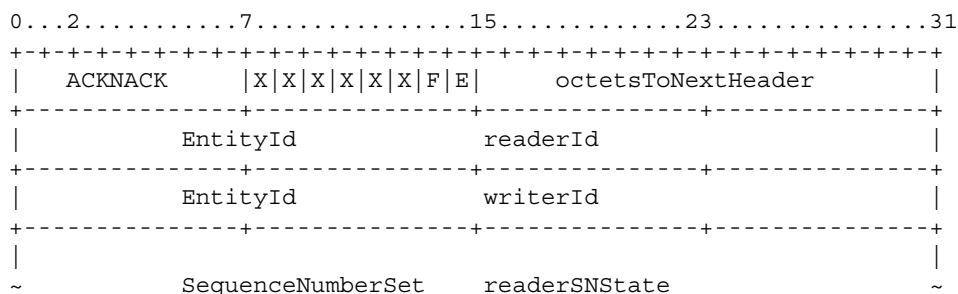 0...2...........7...............15.............23...............31
+-+-+-+-+-+-+-+-+-+-+-+-+-+-+-+-+-+-+-+-+-+-+-+-+-+-+-+-+-+-+-+-+
| ACKNACK |X|X|X|X|X|X|F|E| octetsToNextHeader |
+---------------+---------------+---------------+---------------+
| EntityId readerId |
+---------------+---------------+---------------+---------------+
| EntityId writerId |
+---------------+---------------+---------------+---------------+
| |
~ SequenceNumberSet readerSNState ~